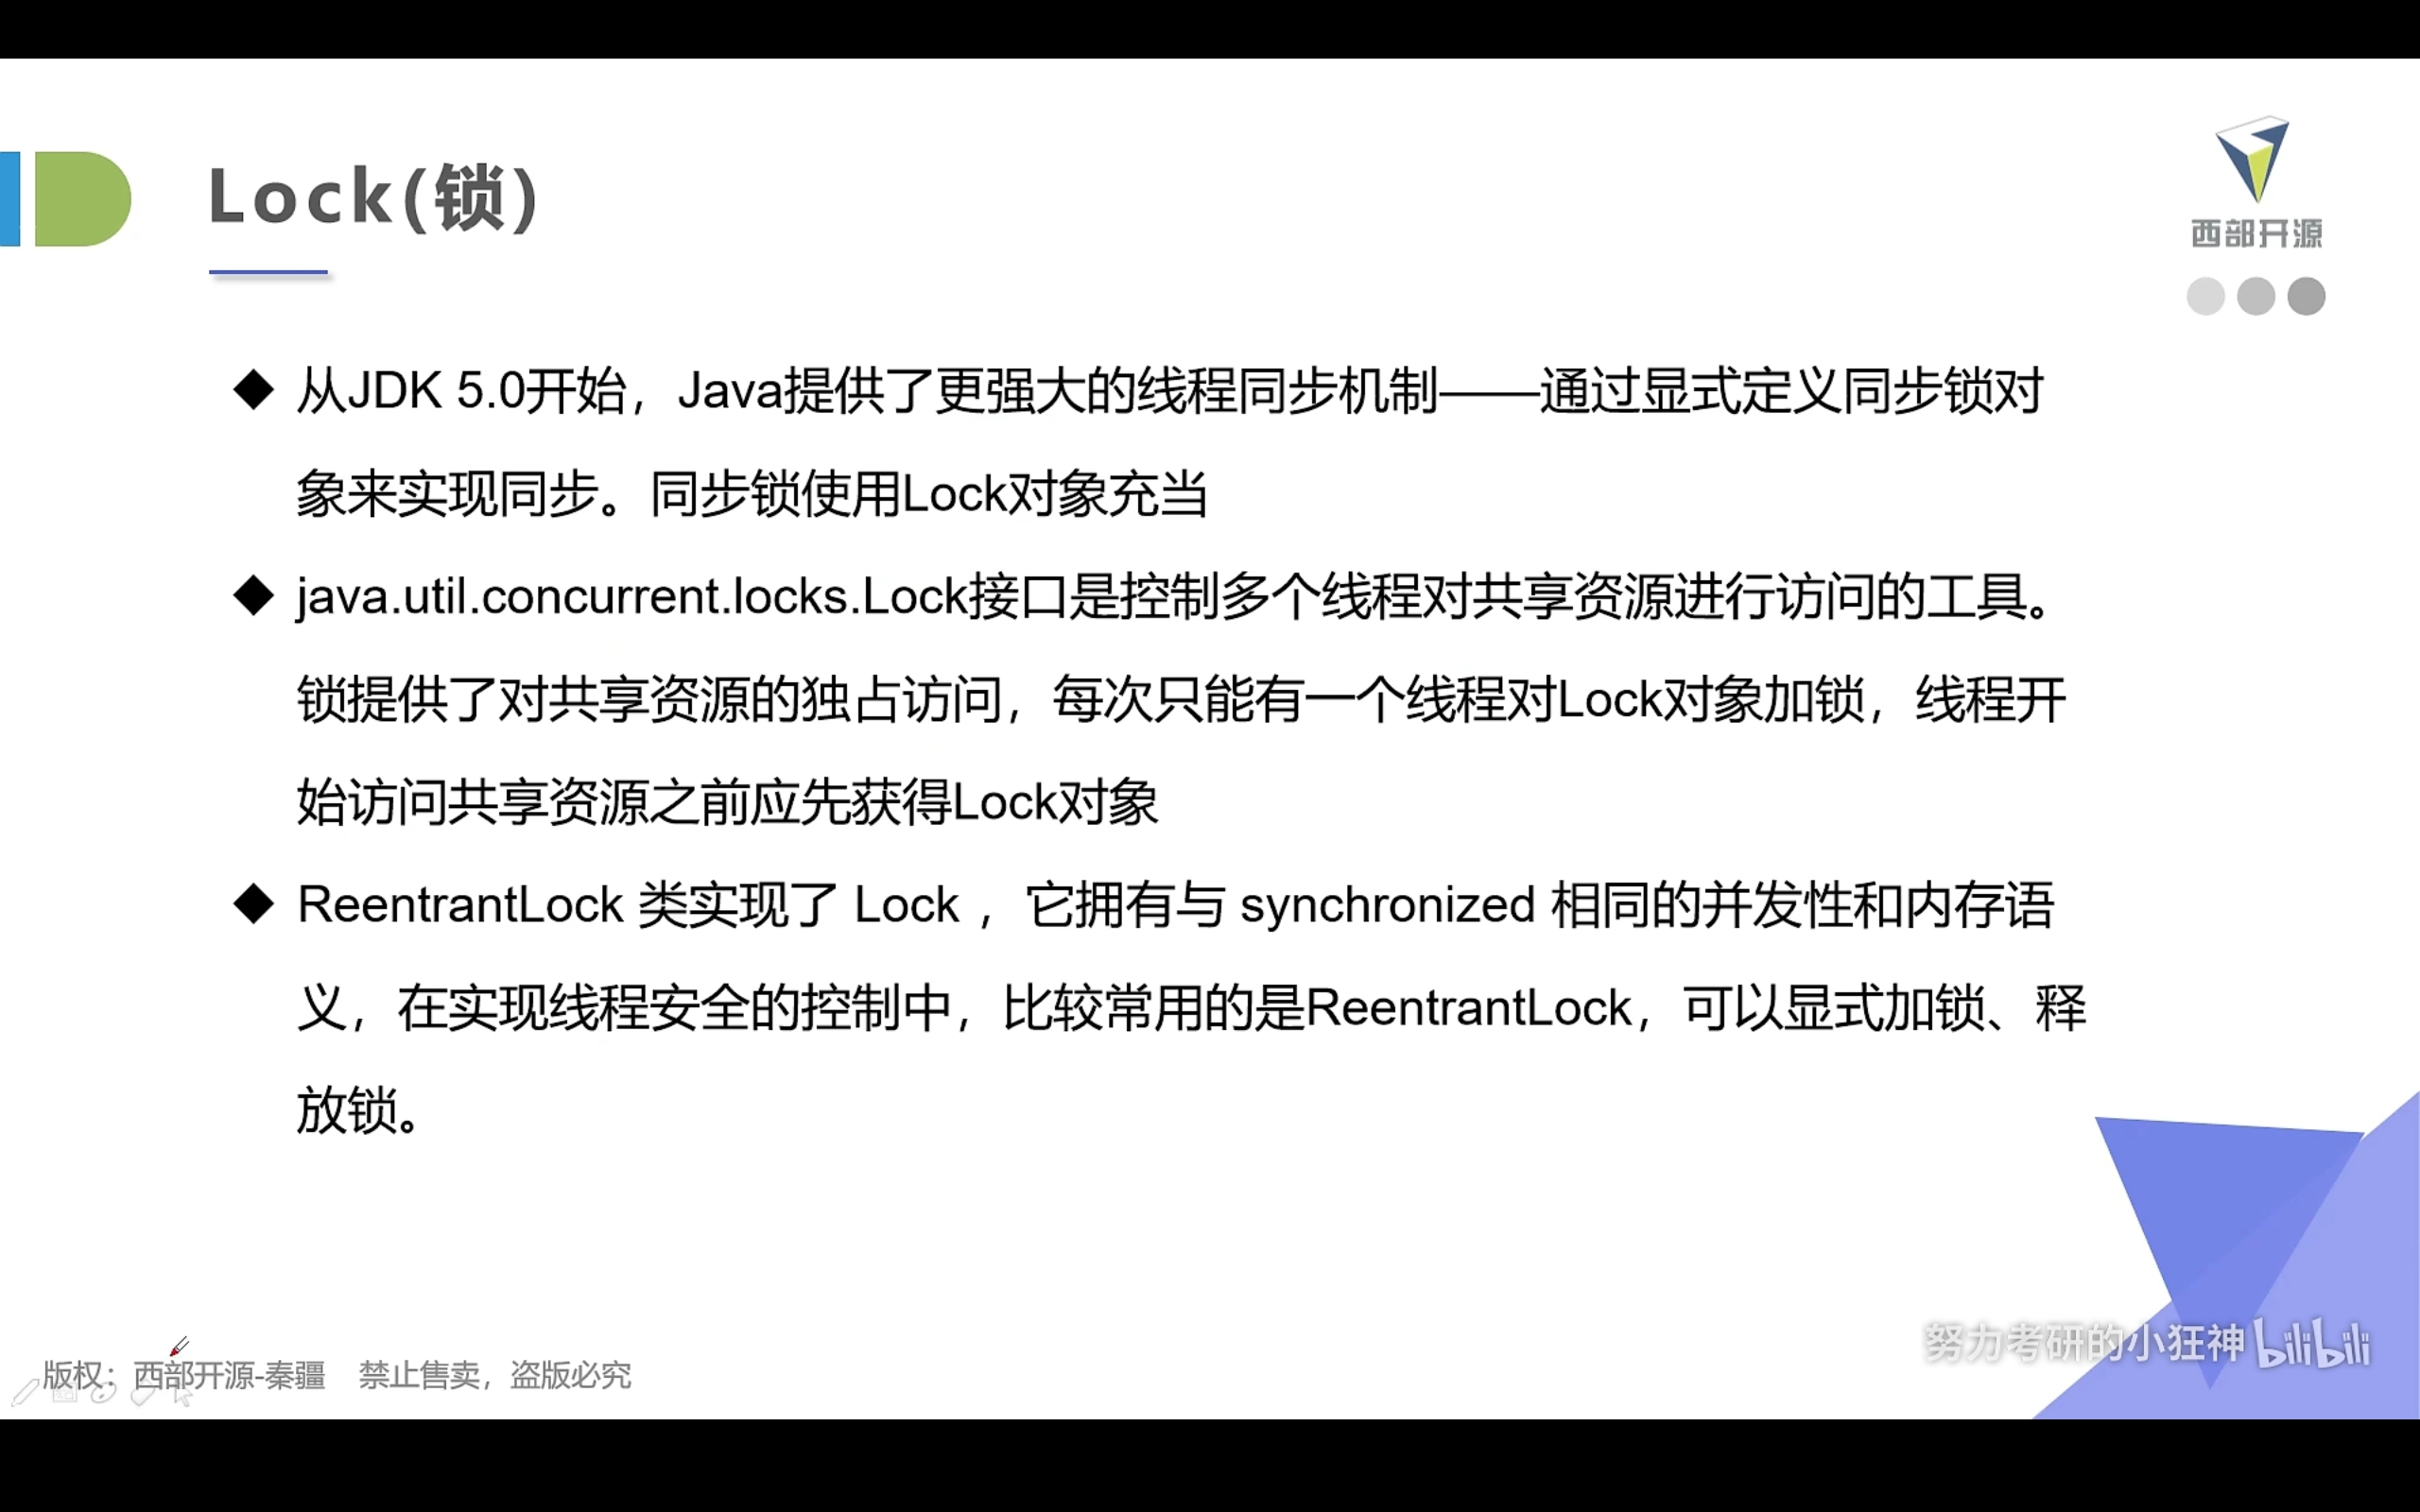 Lock(锁)
西部开源
从JDK 5.0开始，Java提供了更强大的线程同步机制——通过显式定义同步锁对
象来实现同步。同步锁使用Lock对象充当
java.util.concurrent.locks.Lock接口是控制多个线程对共享资源进行访问的工具。
锁提供了对共享资源的独占访问，每次只能有一个线程对Lock对象加锁，线程开
始访问共享资源之前应先获得Lock对象
ReentrantLock 类实现了 Lock ，它拥有与 synchronized 相同的并发性和内存语
义，在实现线程安全的控制中，比较常用的是ReentrantLock，可以显式加锁、释
放锁。
努力考研的小狂神 bilibili
版权：西部开源-秦疆 禁止售卖，盗版必究